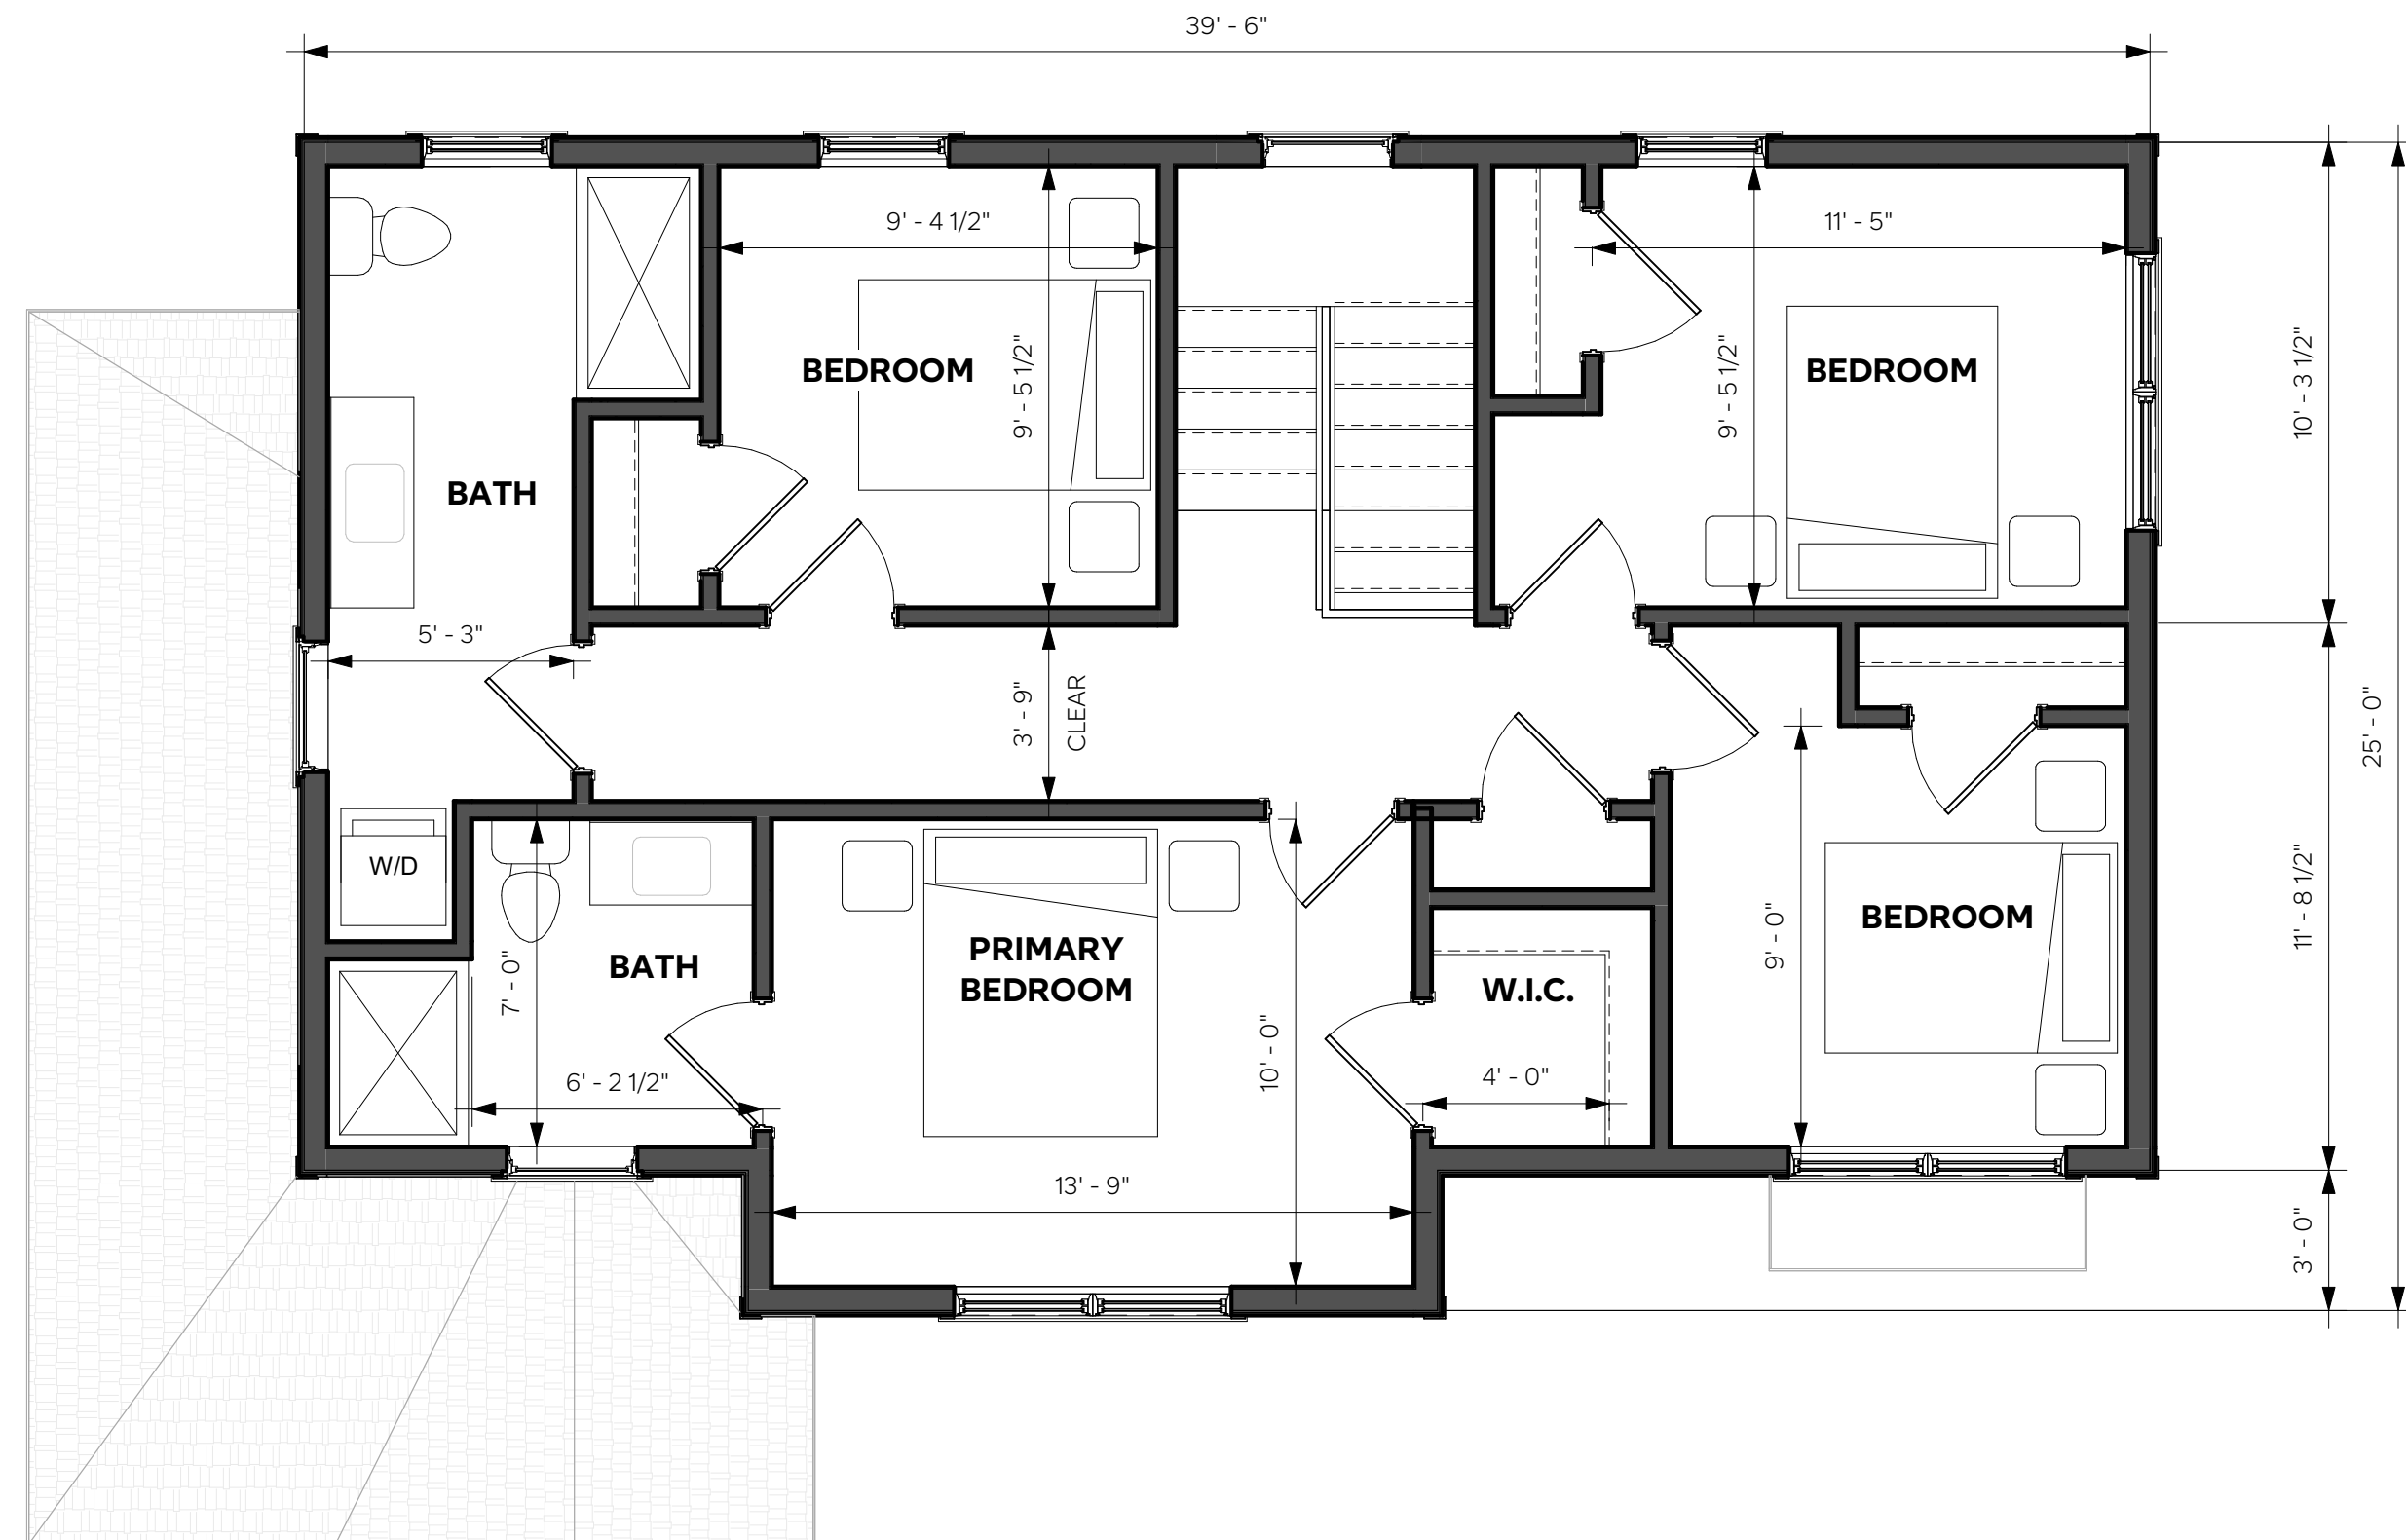 39' - 6"
9' - 4 1/2"
11' - 5"
9' - 5 1/2"
9' - 5 1/2"
10' - 3 1/2"
BEDROOM
BEDROOM
BATH
5' - 3"
3' - 9"
CLEAR
25' - 0"
W/D
BATH
7' - 0"
6' - 2 1/2"
PRIMARY
BEDROOM
10' - 0"
13' - 9"
W.I.C.
4' - 0"
9' - 0"
BEDROOM
11' - 8 1/2"
3' - 0"